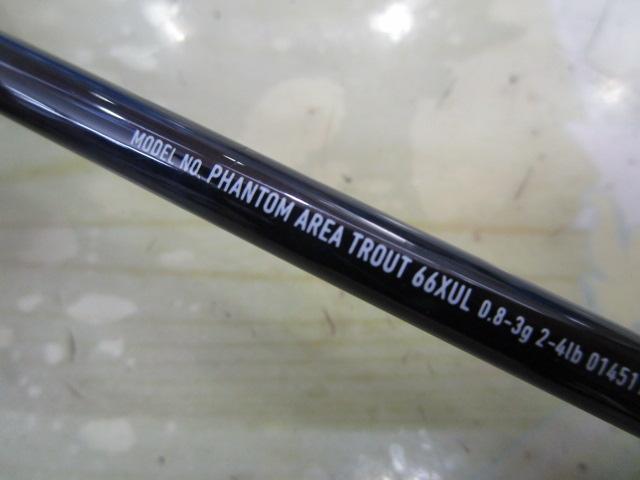 MODEL NO. PHANTOM AREA TROUT 66XUL 0.8-3g 2-4lb